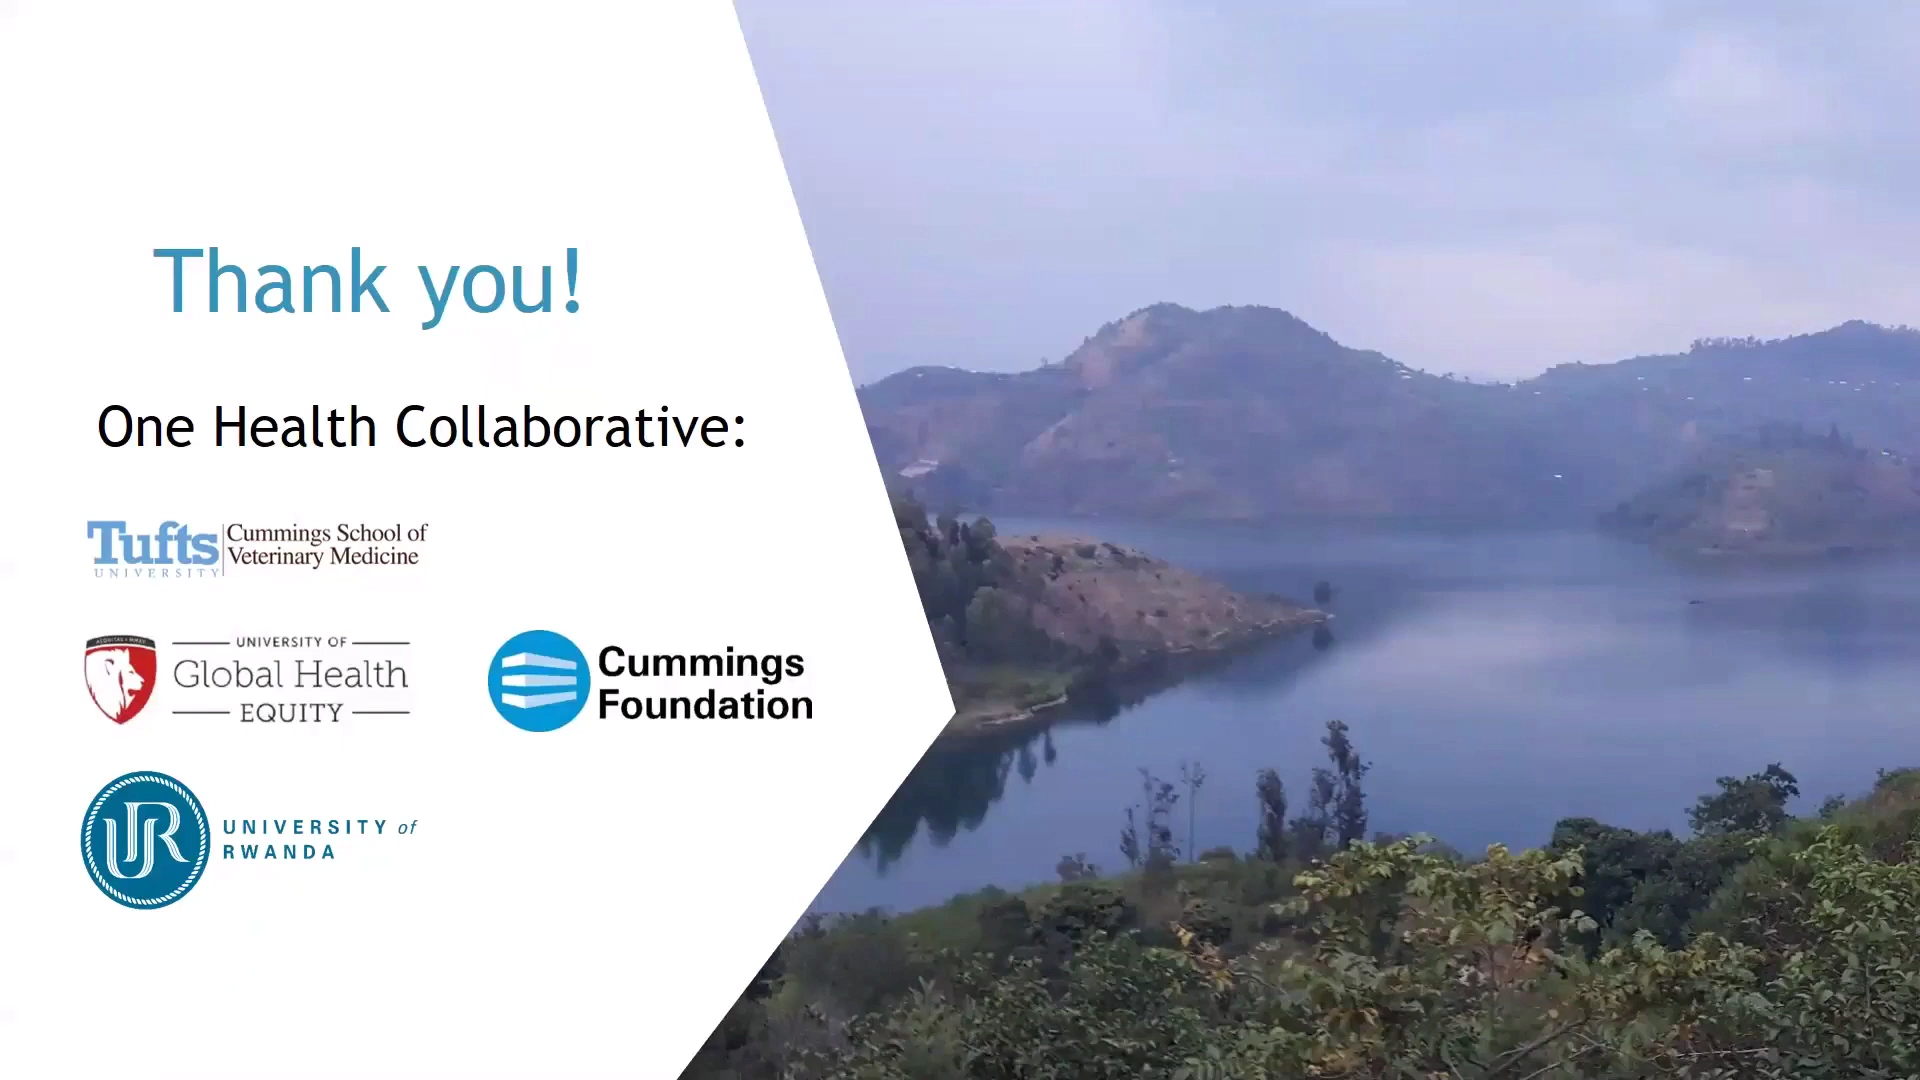 Thank you!
One Health Collaborative:
Tufts
UNIVERSITY
Cummings School of
Veterinary Medicine
UNIVERSITY OF
Global Health
EQUITY
Cummings
Foundation
UR
UNIVERSITY of
RWANDA